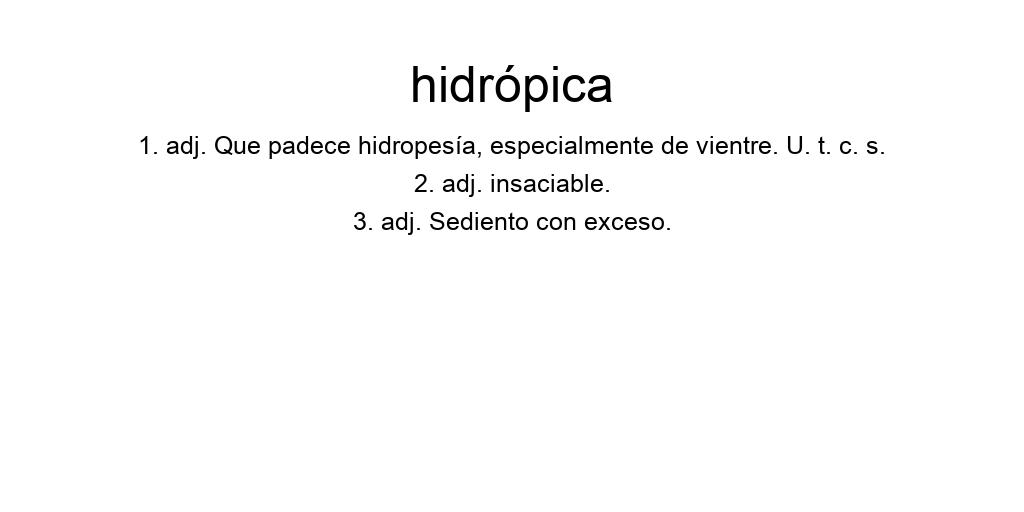 hidrópica
1. adj. Que padece hidropesía, especialmente de vientre. U. t. c. s.
2. adj. insaciable.
3. adj. Sediento con exceso.